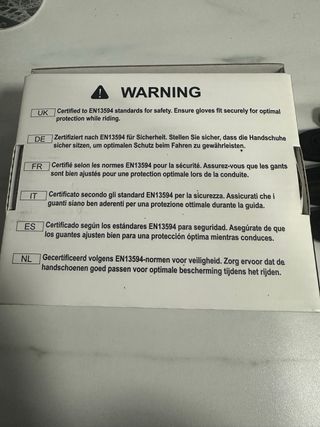 WARNING
UK Certified to EN13594 standards for safety. Ensure gloves fit securely for optimal
protection while riding.
DE Zertifiziert nach EN13594 für Sicherheit. Stellen Sie sicher, dass die Handschuhe
sicher sitzen, um optimalen Schutz beim Fahren zu gewährleisten.
FR Certifié selon les normes EN13594 pour la sécurité. Assurez-vous que les gants
sont bien ajustés pour une protection optimale lors de la conduite.
IT Certificato secondo gli standard EN13594 per la sicurezza. Assicurati che i
guanti siano ben aderenti per una protezione ottimale durante la guida.
ES Certificado según los estándares EN13594 para seguridad. Asegúrate de que
los guantes ajusten bien para una protección óptima mientras conduces.
NL Gecertificeerd volgens EN13594-normen voor veiligheid. Zorg ervoor dat de
handschoenen goed passen voor optimale bescherming tijdens het rijden.